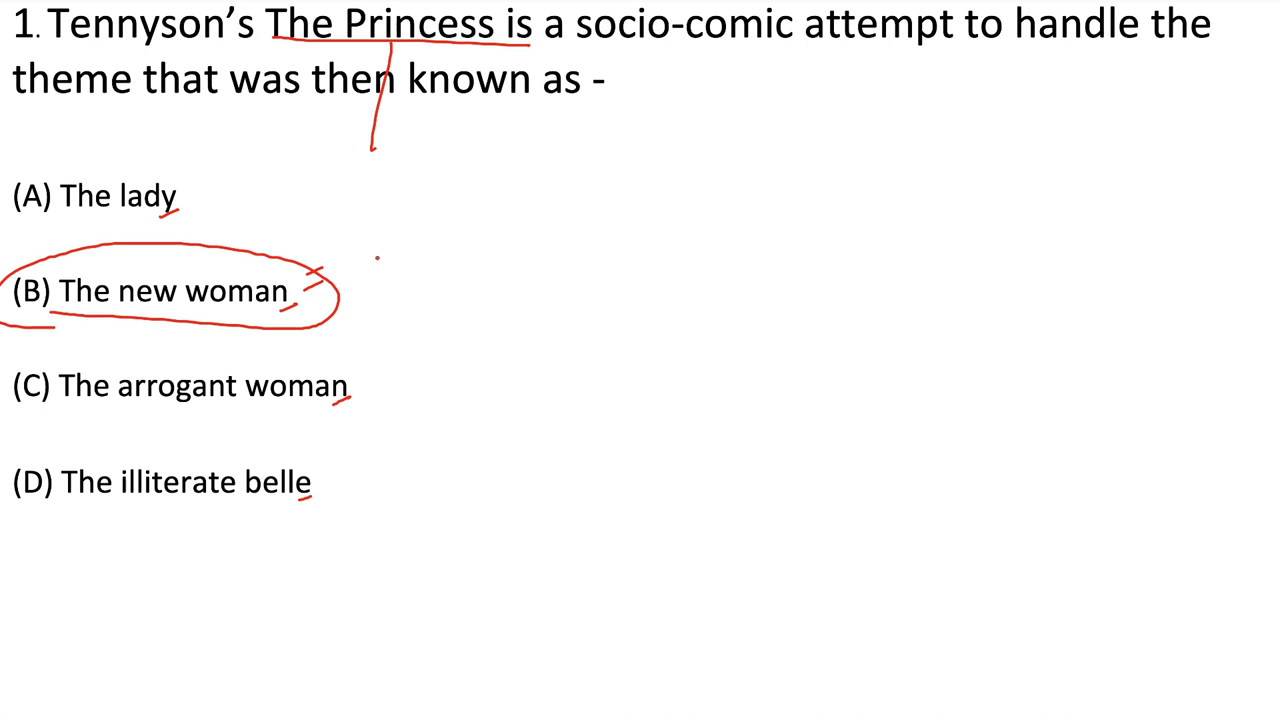 1. Tennyson’s The Princess is a socio-comic attempt to handle the
theme that was then known as -
(A) The lady
(B) The new woman
(C) The arrogant woman
(D) The illiterate belle